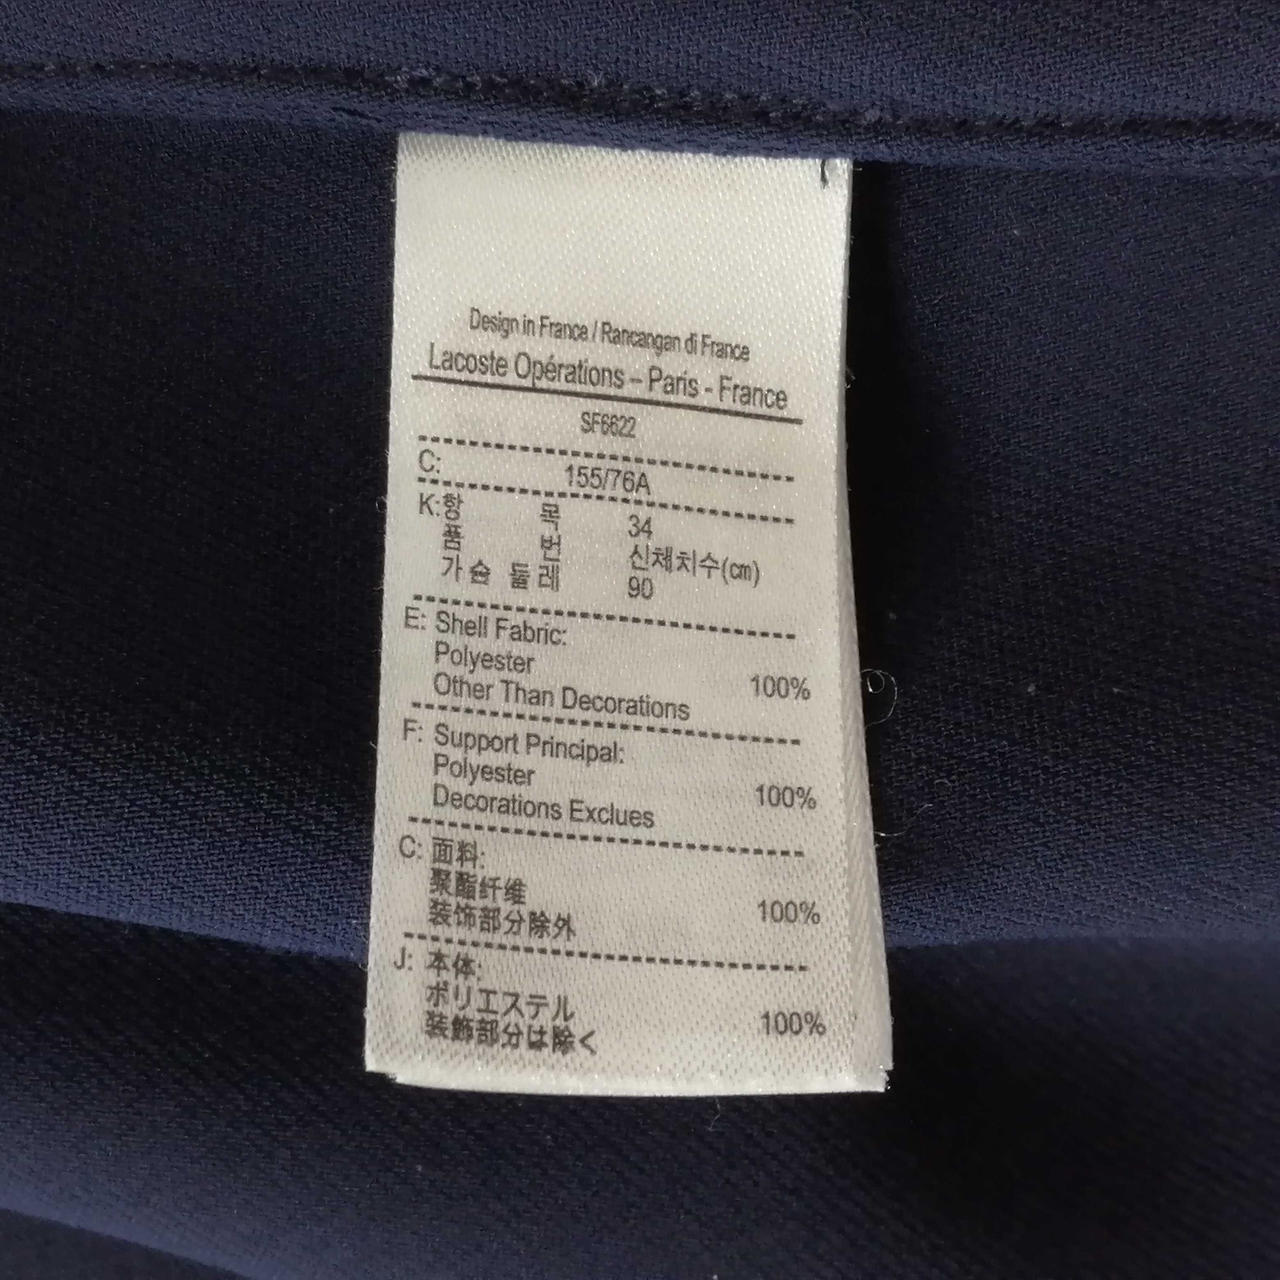 Design in France / Rancangan di France
Lacoste Opérations – Paris - France
SF6622
C: 155/76A
K: 항 목 34
품 번 신체치수(cm)
가슴 둘레 90
E: Shell Fabric:
Polyester 100%
Other Than Decorations
F: Support Principal:
Polyester 100%
Decorations Exclues
C: 面料:
聚酯纤维 100%
装饰部分除外
J: 本体:
ポリエステル 100%
装飾部分は除く